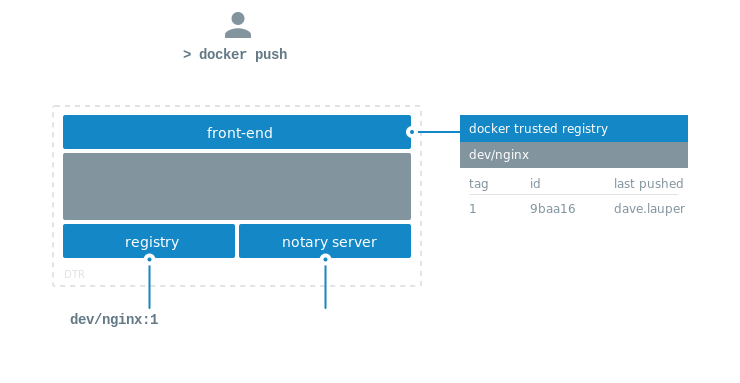 > docker push
front-end
docker trusted registry
dev/nginx
tag id last pushed
1 9baa16 dave.lauper
registry notary server
DTR
dev/nginx:1